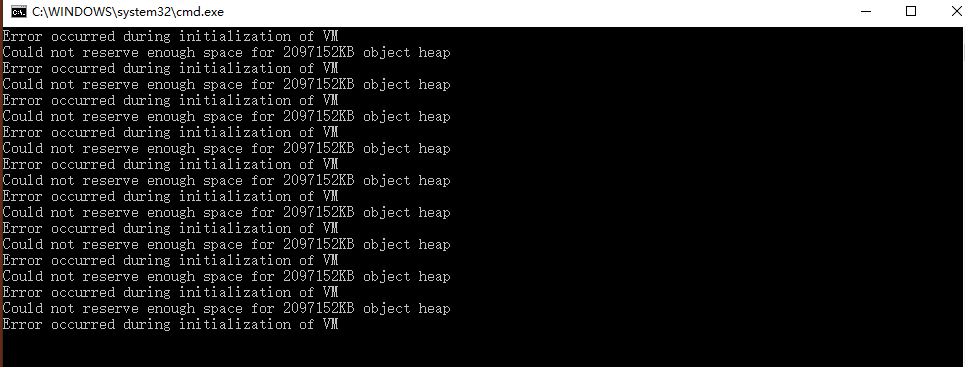 C:\WINDOWS\system32\cmd.exe
Error occurred during initialization of VM
Could not reserve enough space for 2097152KB object heap
Error occurred during initialization of VM
Could not reserve enough space for 2097152KB object heap
Error occurred during initialization of VM
Could not reserve enough space for 2097152KB object heap
Error occurred during initialization of VM
Could not reserve enough space for 2097152KB object heap
Error occurred during initialization of VM
Could not reserve enough space for 2097152KB object heap
Error occurred during initialization of VM
Could not reserve enough space for 2097152KB object heap
Error occurred during initialization of VM
Could not reserve enough space for 2097152KB object heap
Error occurred during initialization of VM
Could not reserve enough space for 2097152KB object heap
Error occurred during initialization of VM
Could not reserve enough space for 2097152KB object heap
Error occurred during initialization of VM